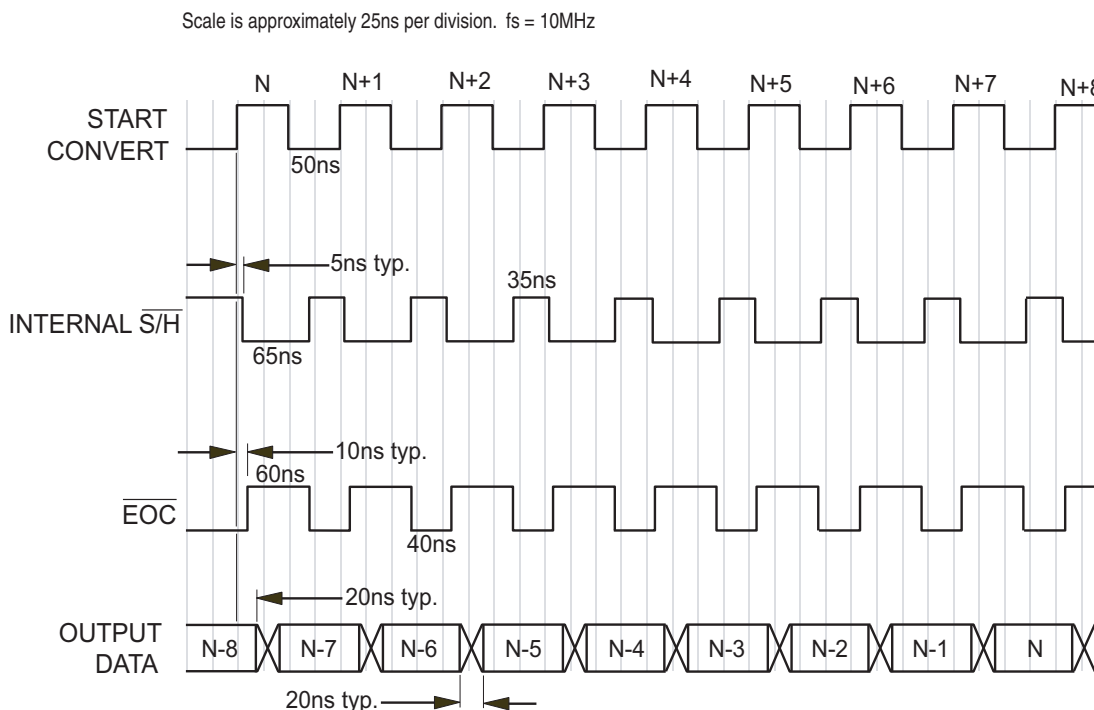 Scale is approximately 25ns per division. fs = 10MHz
N N+1 N+2 N+3 N+4 N+5 N+6 N+7 N+8
START
CONVERT
50ns
5ns typ.
35ns
INTERNAL S/H
65ns
10ns typ.
60ns
EOC
40ns
20ns typ.
OUTPUT
DATA
N-8 N-7 N-6 N-5 N-4 N-3 N-2 N-1 N
20ns typ.